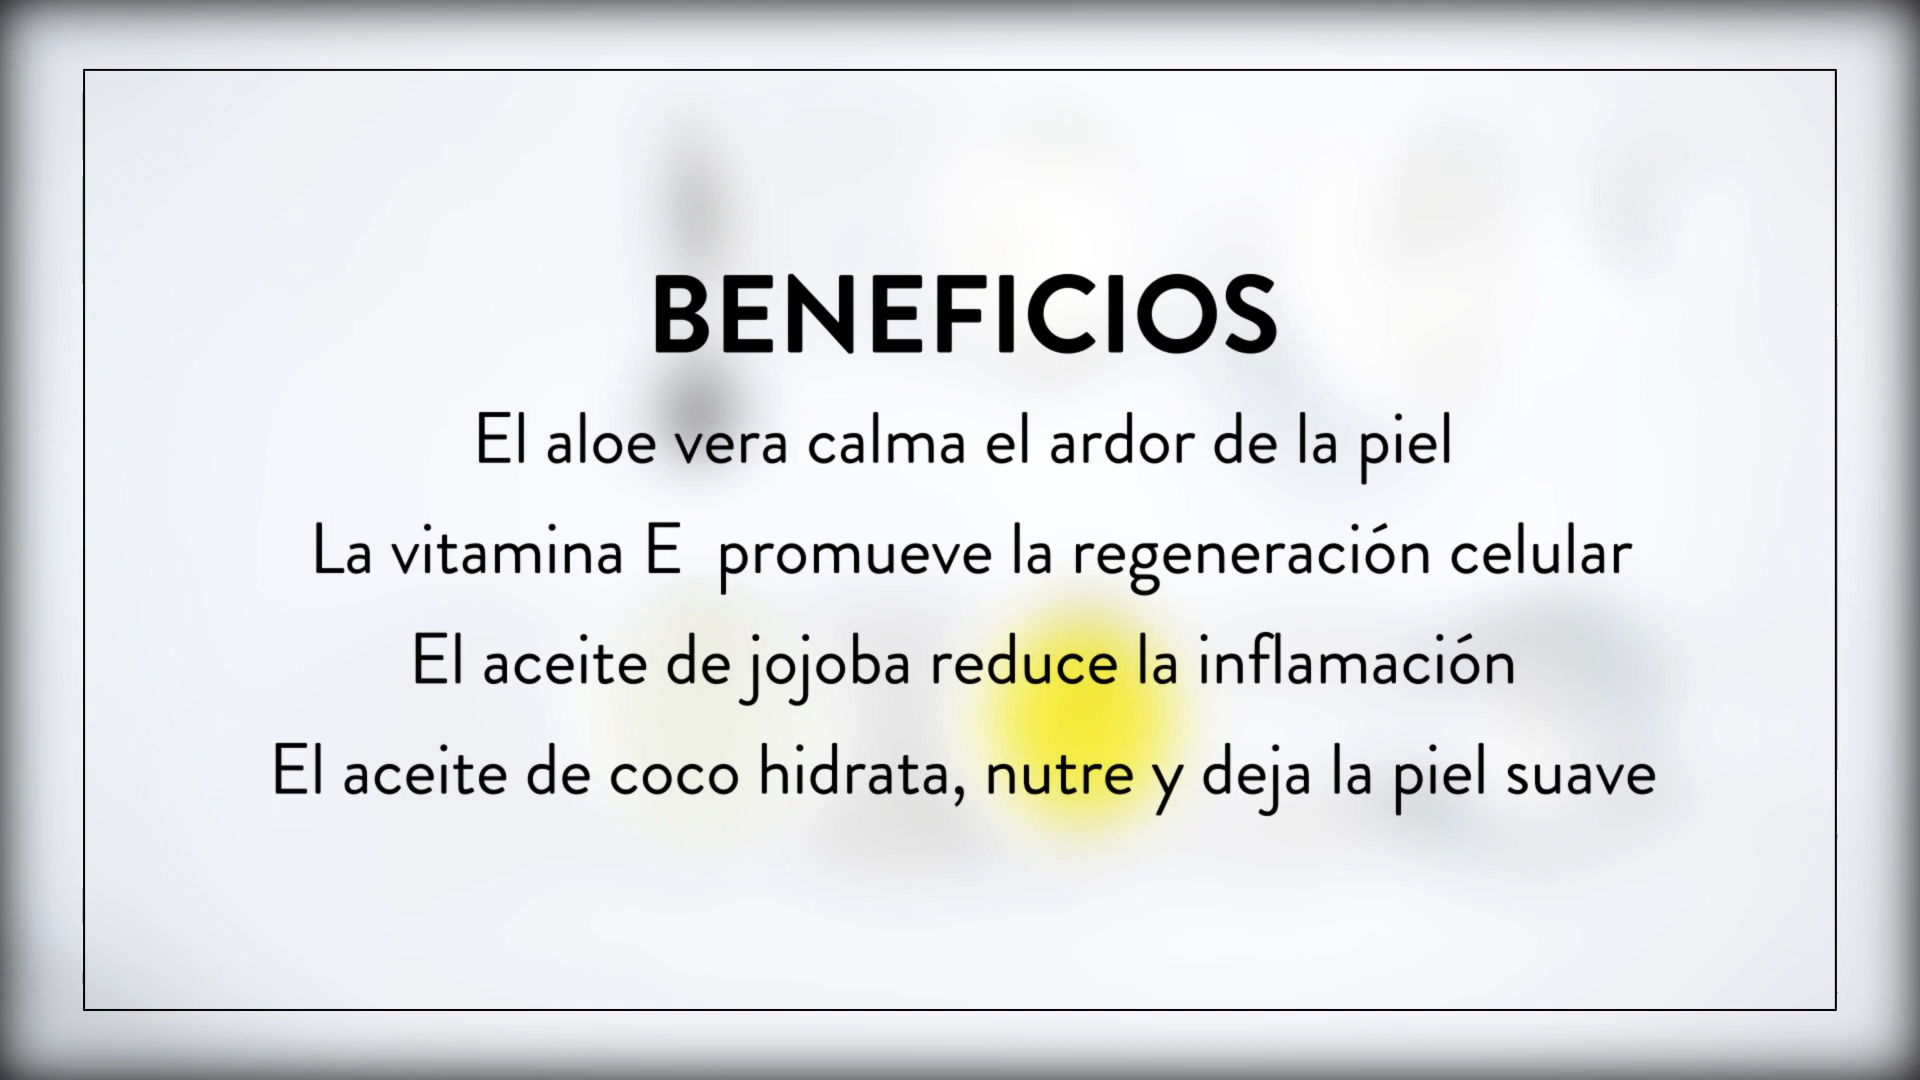 BENEFICIOS
El aloe vera calma el ardor de la piel
La vitamina E  promueve la regeneración celular
El aceite de jojoba reduce la inflamación
El aceite de coco hidrata, nutre y deja la piel suave